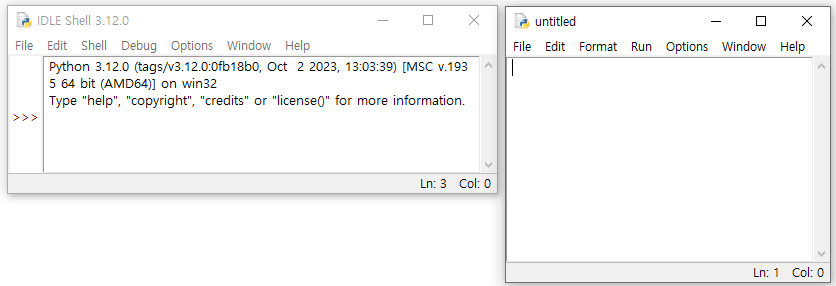 IDLE Shell 3.12.0
File Edit Shell Debug Options Window Help
Python 3.12.0 (tags/v3.12.0:0fb18b0, Oct  2 2023, 13:03:39) [MSC v.193
5 64 bit (AMD64)] on win32
Type "help", "copyright", "credits" or "license()" for more information.
>>>
Ln: 3 Col: 0
untitled
File Edit Format Run Options Window Help
Ln: 1 Col: 0